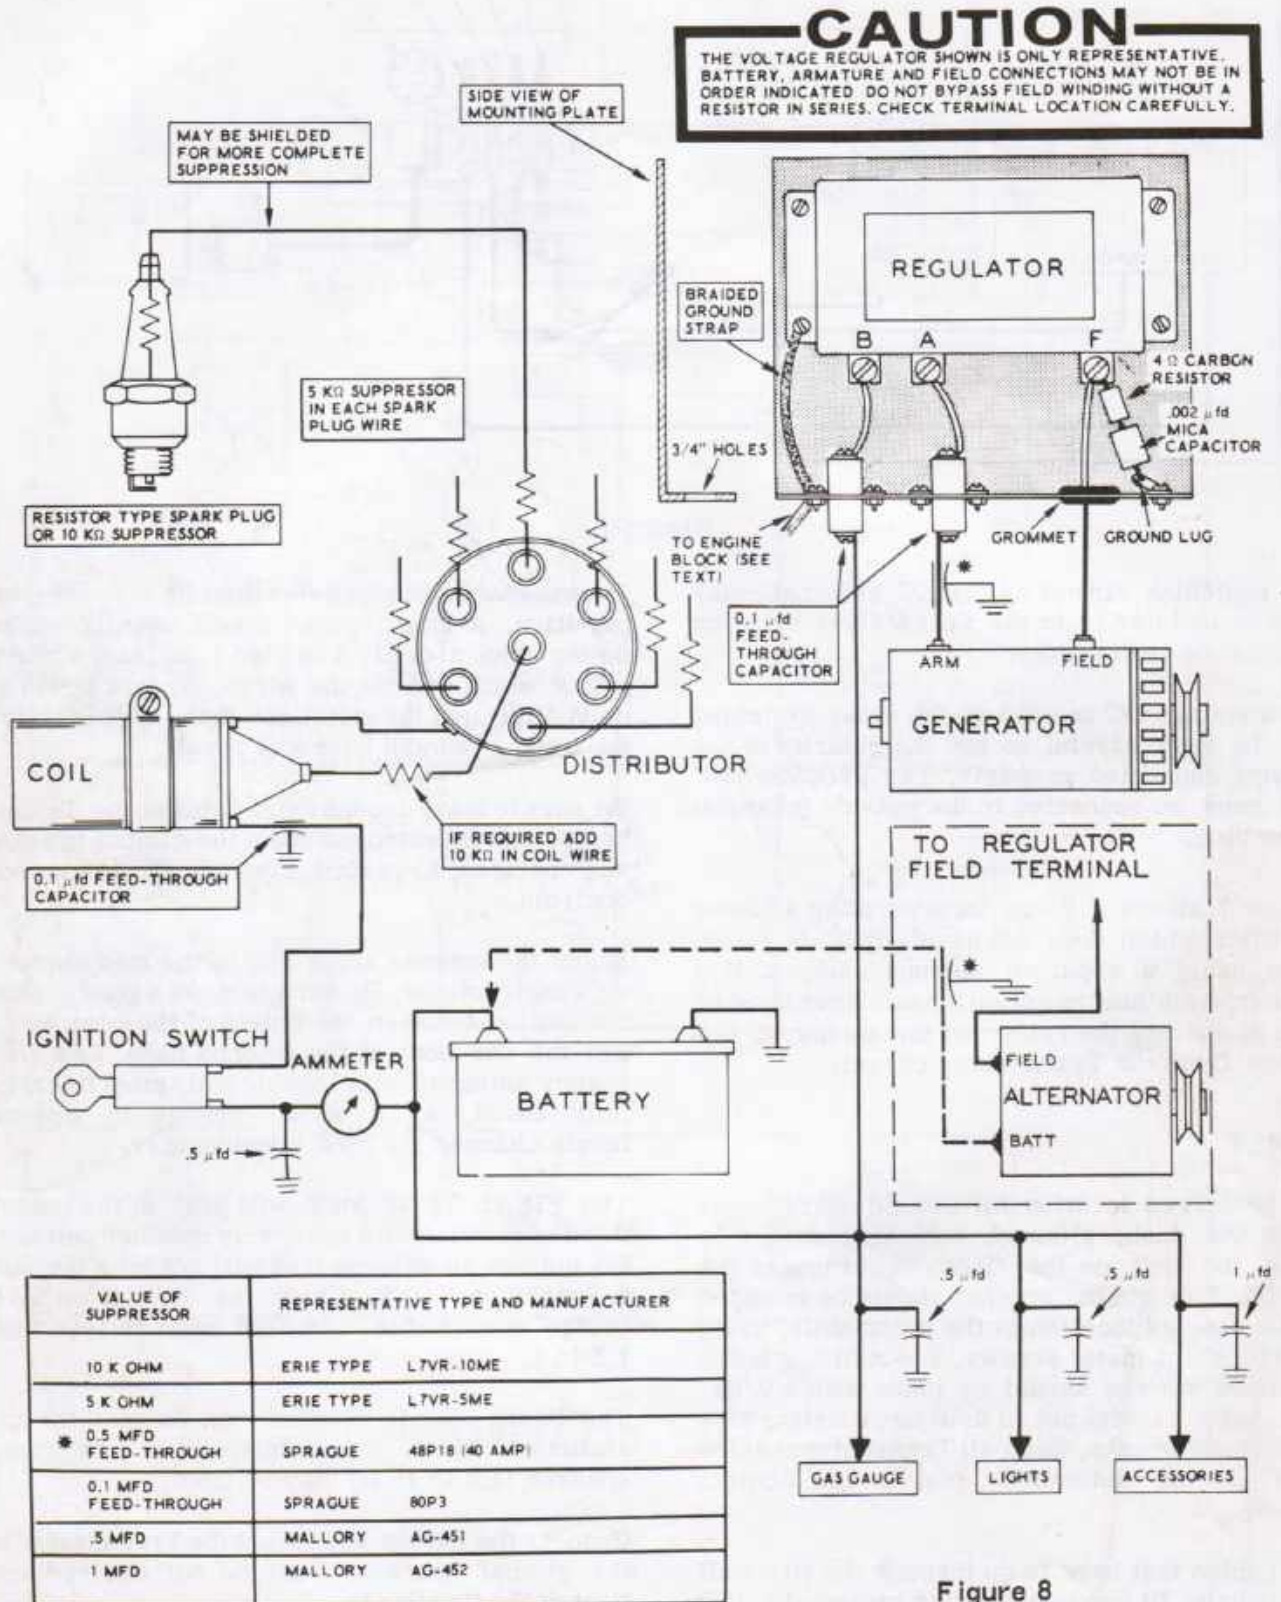 CAUTION
THE VOLTAGE REGULATOR SHOWN IS ONLY REPRESENTATIVE.
BATTERY, ARMATURE AND FIELD CONNECTIONS MAY NOT BE IN
ORDER INDICATED DO NOT BYPASS FIELD WINDING WITHOUT A
RESISTOR IN SERIES. CHECK TERMINAL LOCATION CAREFULLY.
SIDE VIEW OF
MOUNTING PLATE
MAY BE SHIELDED
FOR MORE COMPLETE
SUPPRESSION
REGULATOR
BRAIDED
GROUND
STRAP
B A F
4 Ω CARBON
RESISTOR
.002 μfd
MICA
CAPACITOR
5 KΩ SUPPRESSOR
IN EACH SPARK
PLUG WIRE
3/4" HOLES
RESISTOR TYPE SPARK PLUG
OR 10 KΩ SUPPRESSOR
TO ENGINE
BLOCK (SEE
TEXT)
GROMMET
GROUND LUG
*
0.1 μfd
FEED-
THROUGH
CAPACITOR
ARM
FIELD
GENERATOR
COIL
DISTRIBUTOR
IF REQUIRED ADD
10 KΩ IN COIL WIRE
0.1 μfd FEED-THROUGH
CAPACITOR
TO REGULATOR
FIELD TERMINAL
*
IGNITION SWITCH
AMMETER
BATTERY
FIELD
ALTERNATOR
BATT
.5 μfd
.5 μfd
.5 μfd
1 μfd
GAS GAUGE
LIGHTS
ACCESSORIES
VALUE OF
SUPPRESSOR
REPRESENTATIVE TYPE AND MANUFACTURER
10 K OHM ERIE TYPE L7VR-10ME
5 K OHM ERIE TYPE L7VR-5ME
* 0.5 MFD
FEED-THROUGH SPRAGUE 48P18 (40 AMP)
0.1 MFD
FEED-THROUGH SPRAGUE 80P3
.5 MFD MALLORY AG-451
1 MFD MALLORY AG-452
Figure 8